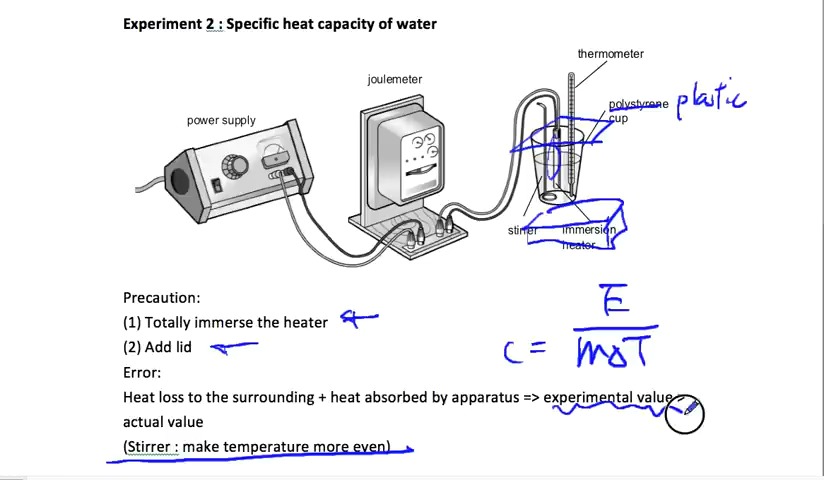 Experiment 2 : Specific heat capacity of water
thermometer
joulemeter
power supply
polystyrene
cup
plastic
stirrer
immersion
heater
Precaution:
(1) Totally immerse the heater
(2) Add lid
Error:
c = E / mΔT
Heat loss to the surrounding + heat absorbed by apparatus => experimental value >
actual value
(Stirrer : make temperature more even)